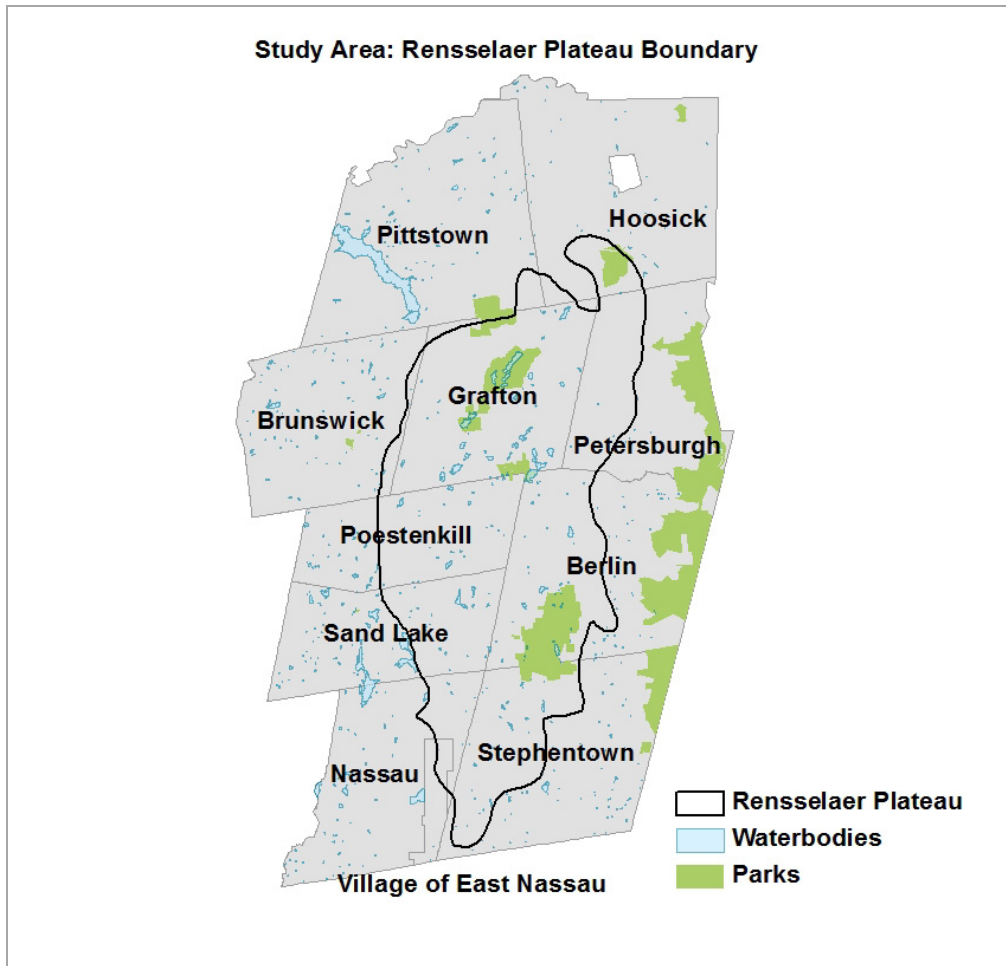 Study Area: Rensselaer Plateau Boundary
Hoosick
Pittstown
Grafton
Brunswick
Petersburgh
Poestenkill
Berlin
Sand Lake
Stephentown
Nassau
Rensselaer Plateau
Waterbodies
Parks
Village of East Nassau